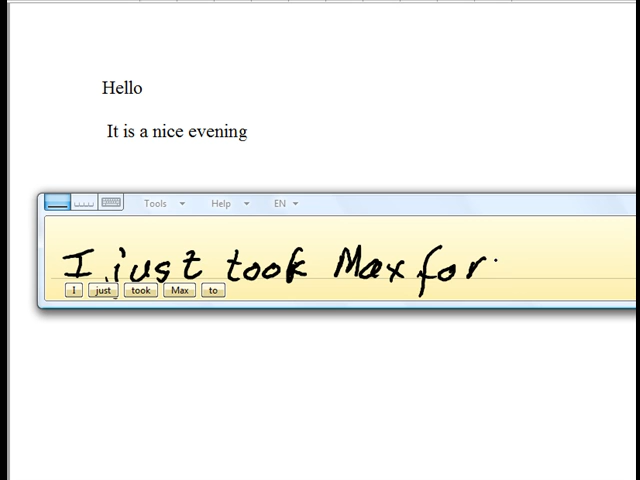 Hello
It is a nice evening
Tools Help EN
I just took Max for
I just took Max to